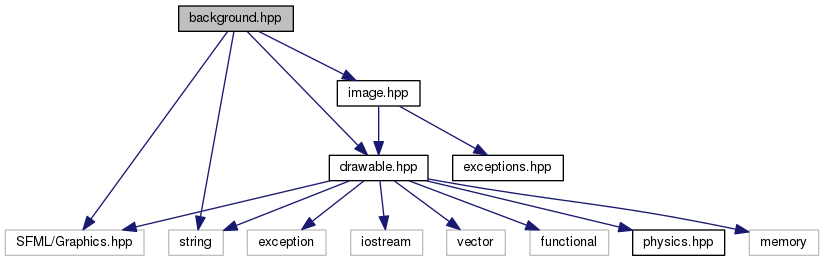 background.hpp
image.hpp
drawable.hpp
exceptions.hpp
SFML/Graphics.hpp
string
exception
iostream
vector
functional
physics.hpp
memory